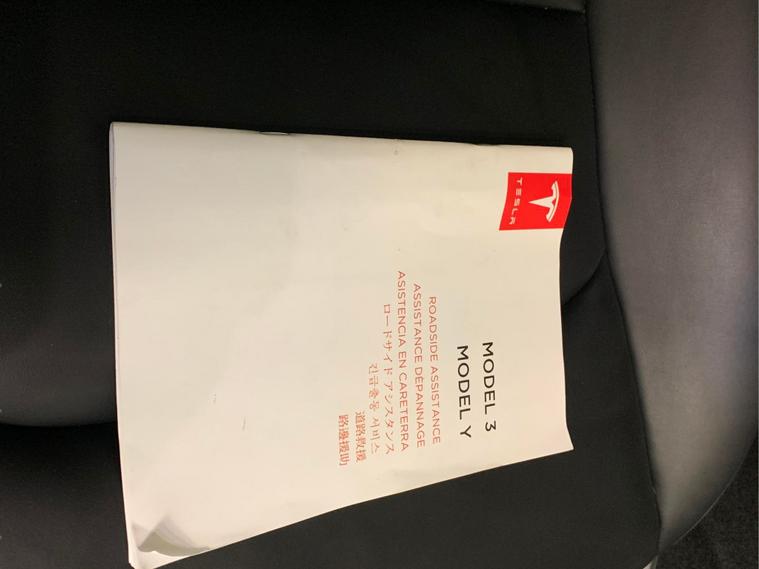 TESLA
MODEL 3
MODEL Y
ROADSIDE ASSISTANCE
ASSISTANCE DÉPANNAGE
ASISTENCIA EN CARETERRA
ロードサイドアシスタンス
긴급출동 서비스
道路救援
路邊援助